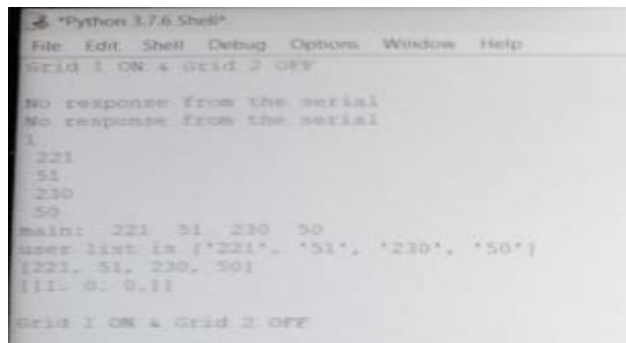 *Python 3.7.6 Shell*
File Edit Shell Debug Options Window Help
Grid 1 ON & Grid 2 OFF
No response from the serial
No response from the serial
1
221
51
230
50
main: 221 51 230 50
user list is ['221', '51', '230', '50']
[221, 51, 230, 50]
[[1. 0. 0.]]
Grid 1 ON & Grid 2 OFF